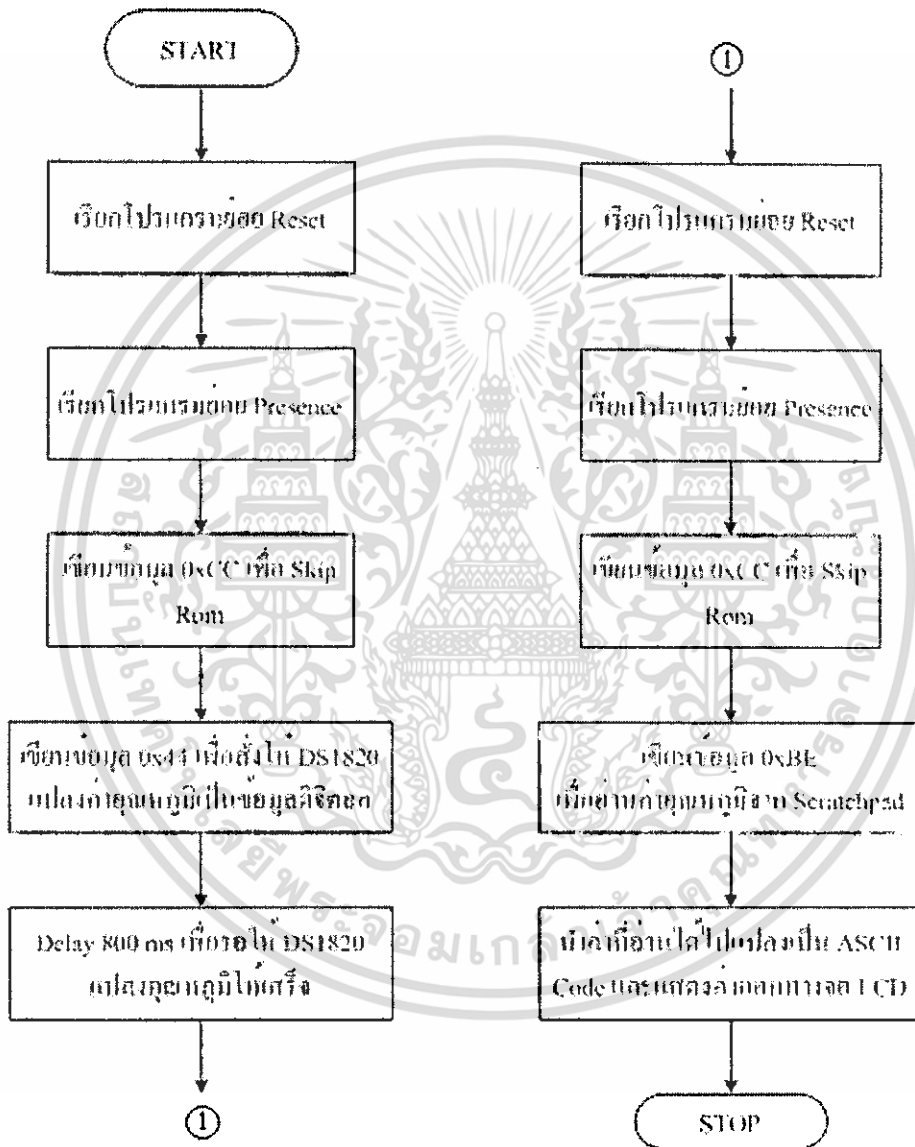 START
เรียกโปรแกรมย่อย Reset
เรียกโปรแกรมย่อย Presence
เขียนข้อมูล 0xCC เพื่อ Skip
Rom
เขียนข้อมูล 0x44 เพื่อสั่งให้ DS1820
แปลงค่าอุณหภูมิเป็นข้อมูลดิจิตอล
Delay 800 ms เพื่อรอให้ DS1820
แปลงอุณหภูมิให้เสร็จ
1
1
เรียกโปรแกรมย่อย Reset
เรียกโปรแกรมย่อย Presence
เขียนข้อมูล 0xCC เพื่อ Skip
Rom
เขียนข้อมูล 0xBE
เพื่ออ่านค่าอุณหภูมิจาก Scratchpad
นำค่าที่อ่านได้ไปแปลงเป็น ASCII
Code และแสดงค่าออกทางจอ LCD
STOP